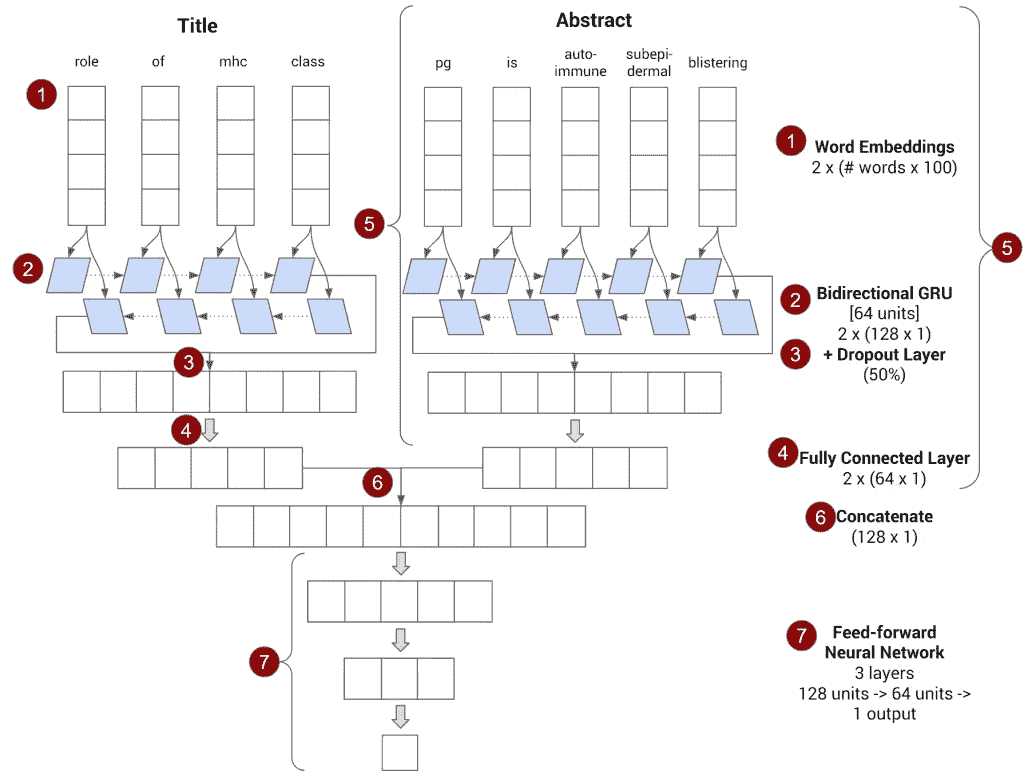 Title
Abstract
role
of
mhc
class
pg
is
auto-
immune
subepi-
dermal
blistering
1
2
3
4
5
6
7
1
Word Embeddings
2 x (# words x 100)
5
2
Bidirectional GRU
[64 units]
2 x (128 x 1)
3
+ Dropout Layer
(50%)
4
Fully Connected Layer
2 x (64 x 1)
6
Concatenate
(128 x 1)
7
Feed-forward
Neural Network
3 layers
128 units -> 64 units ->
1 output